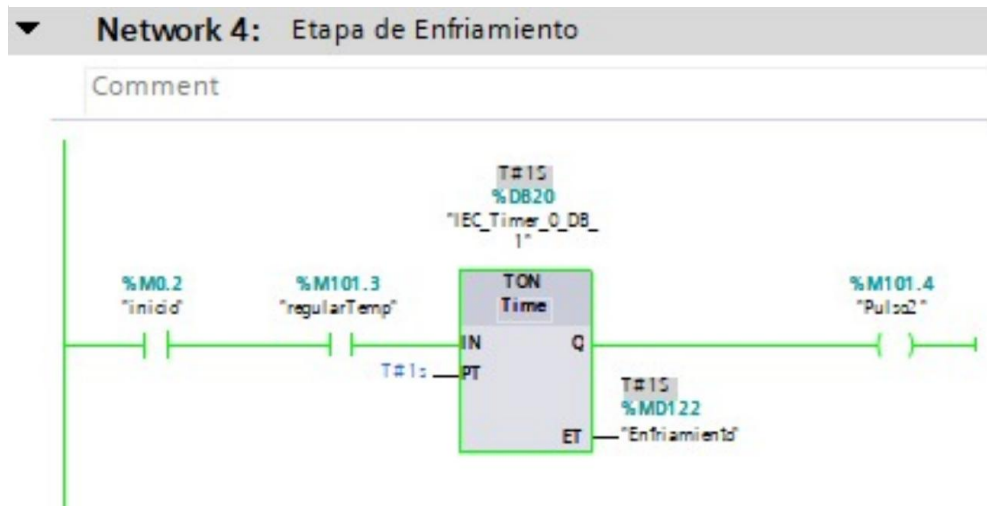 Network 4: Etapa de Enfriamiento
Comment
T#1S
%DB20
"IEC_Timer_0_DB_
1"
%M0.2
"inicio"
%M101.3
"regularTemp"
TON
Time
%M101.4
"Pulso2"
IN
Q
T#1s
PT
T#1S
%MD122
ET
"Enfriamiento"